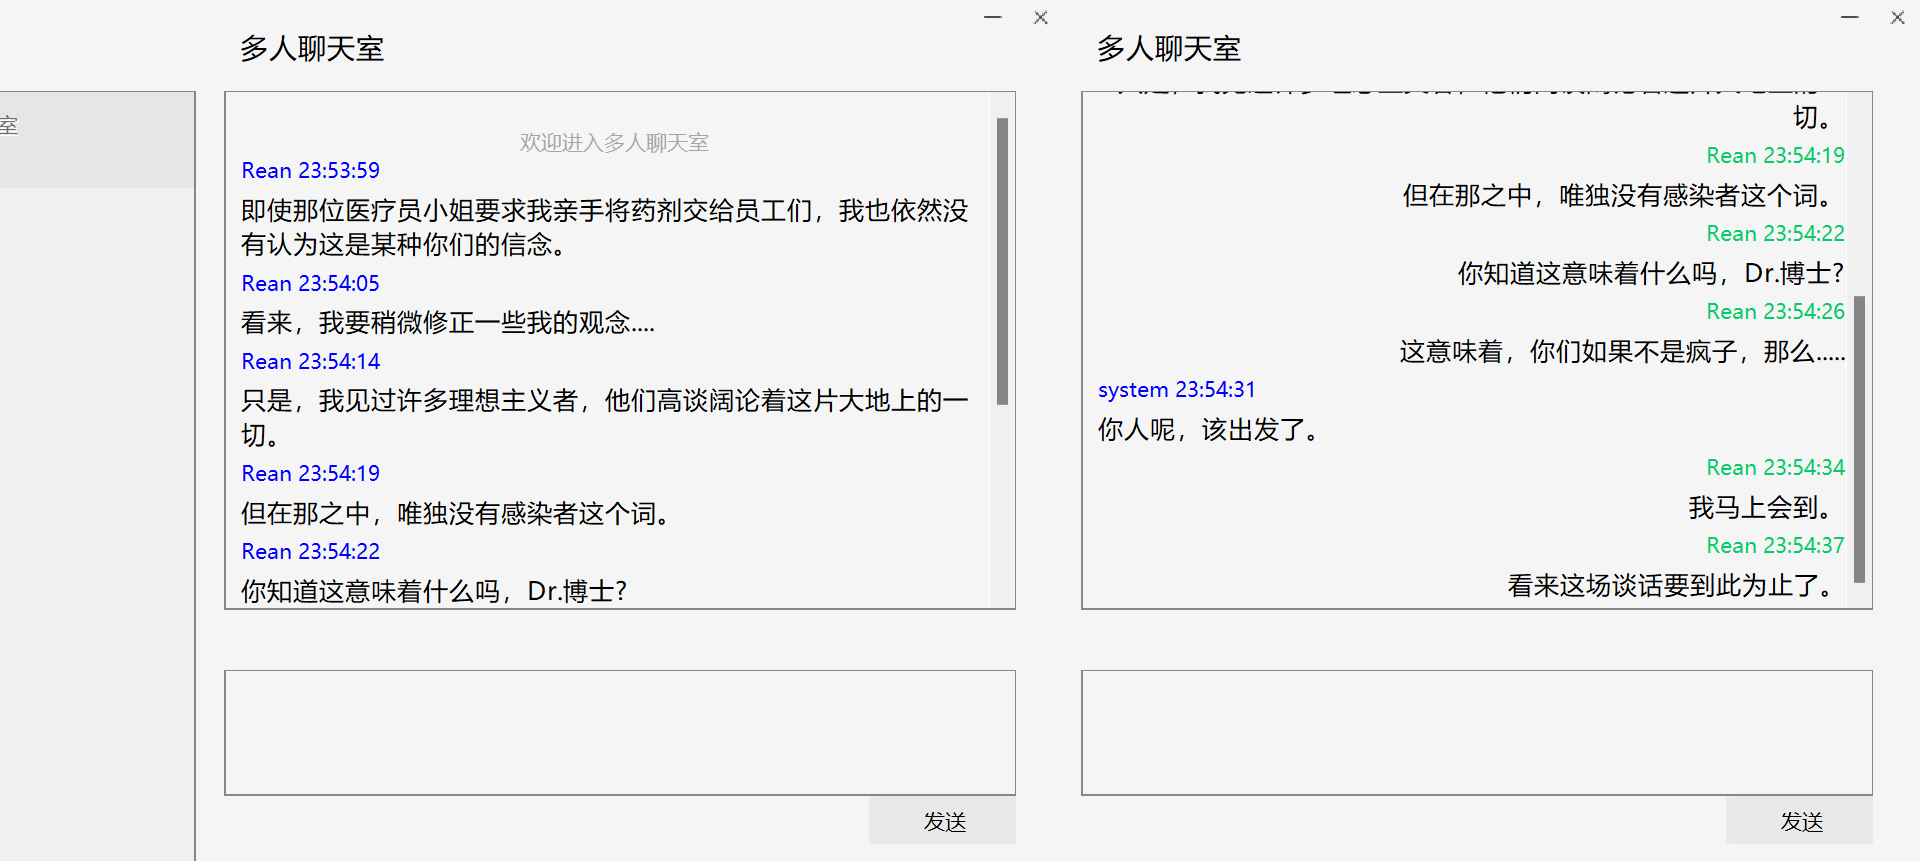 室
多人聊天室
欢迎进入多人聊天室
Rean 23:53:59
即使那位医疗员小姐要求我亲手将药剂交给员工们，我也依然没
有认为这是某种你们的信念。
Rean 23:54:05
看来，我要稍微修正一些我的观念....
Rean 23:54:14
只是，我见过许多理想主义者，他们高谈阔论着这片大地上的一
切。
Rean 23:54:19
但在那之中，唯独没有感染者这个词。
Rean 23:54:22
你知道这意味着什么吗，Dr.博士?
发送
多人聊天室
切。
Rean 23:54:19
但在那之中，唯独没有感染者这个词。
Rean 23:54:22
你知道这意味着什么吗，Dr.博士?
Rean 23:54:26
这意味着，你们如果不是疯子，那么.....
system 23:54:31
你人呢，该出发了。
Rean 23:54:34
我马上会到。
Rean 23:54:37
看来这场谈话要到此为止了。
发送